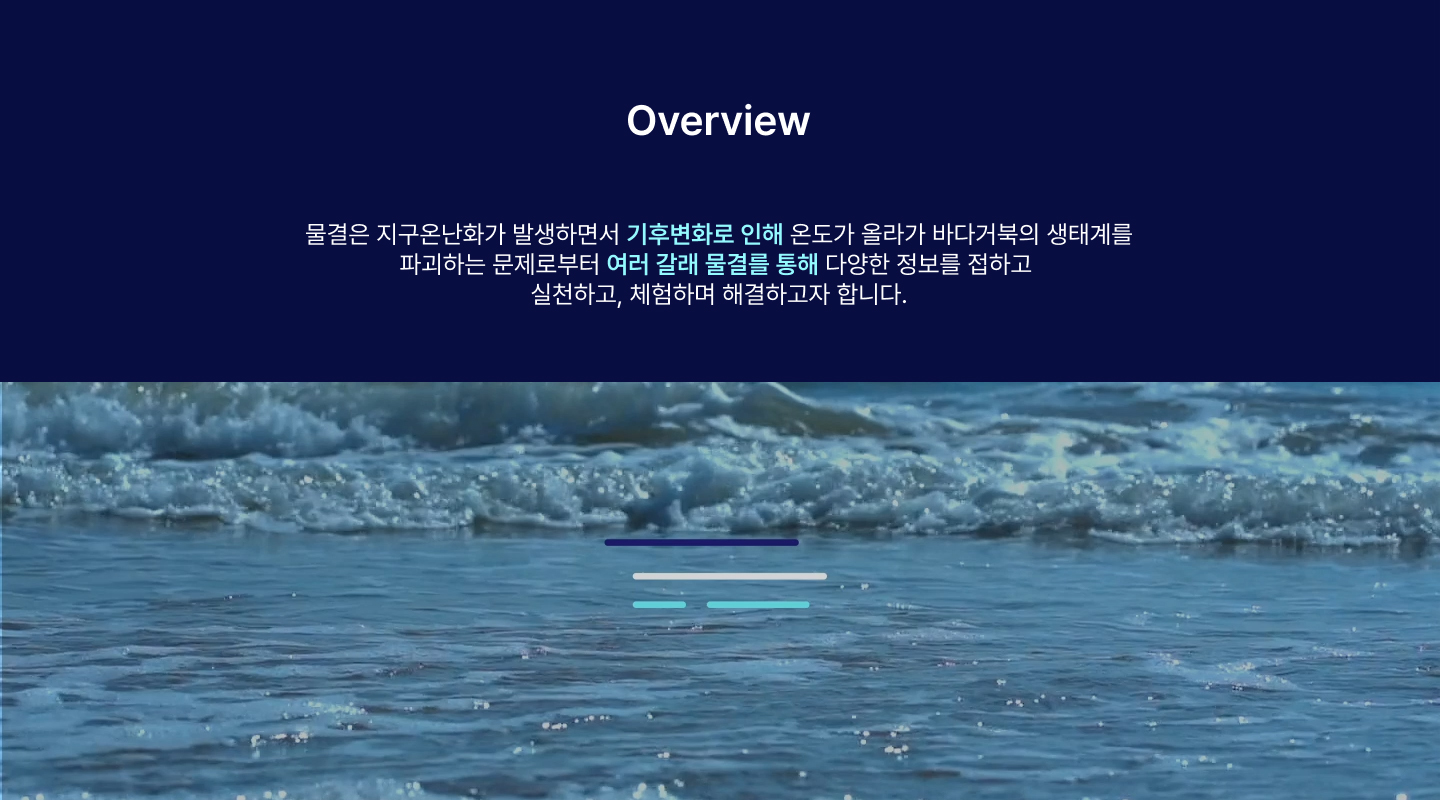 Overview
물결은 지구온난화가 발생하면서 기후변화로 인해 온도가 올라가 바다거북의 생태계를
파괴하는 문제로부터 여러 갈래 물결를 통해 다양한 정보를 접하고
실천하고, 체험하며 해결하고자 합니다.